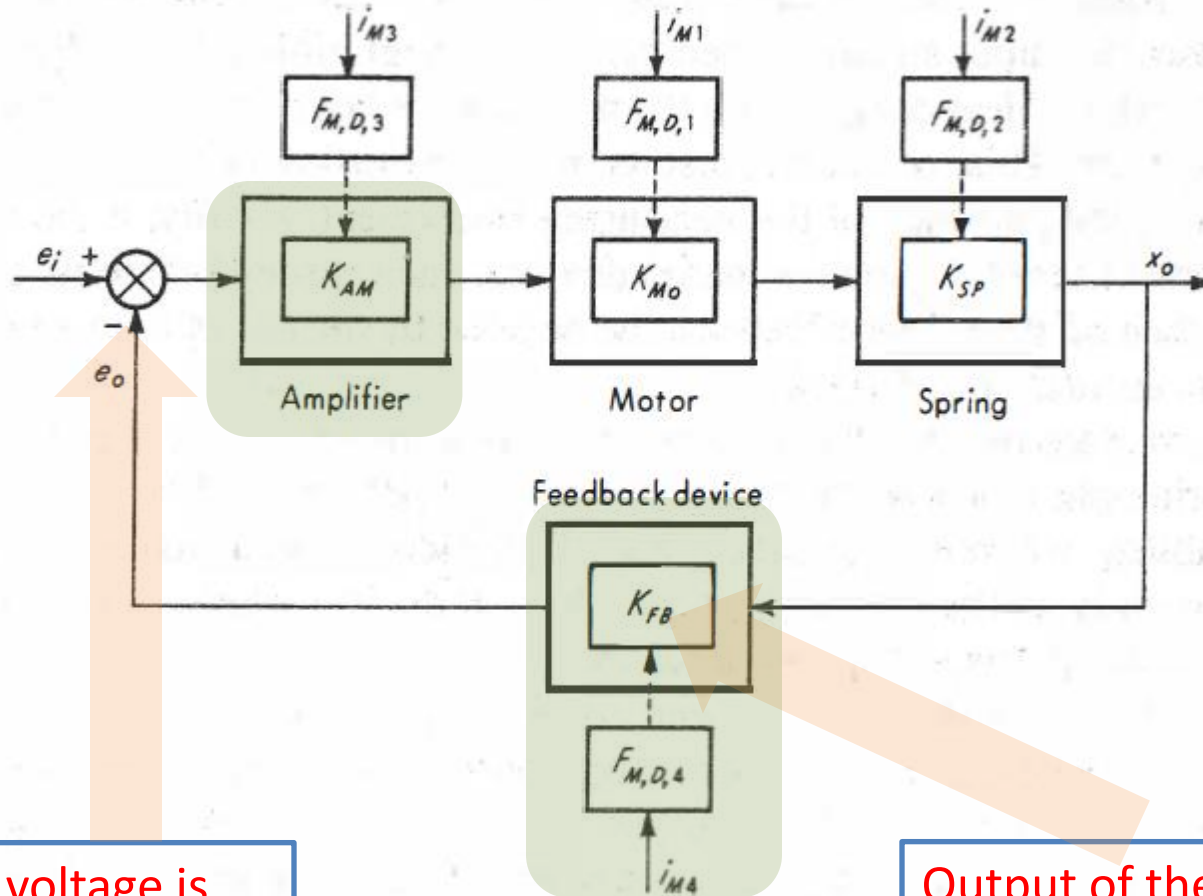 i_M3
i_M1
i_M2
F_M,D,3
F_M,D,1
F_M,D,2
e_i +
K_AM
K_Mo
K_SP
x_o
-
e_o
Amplifier
Motor
Spring
Feedback device
K_FB
F_M,D,4
i_M4
voltage is
Output of the